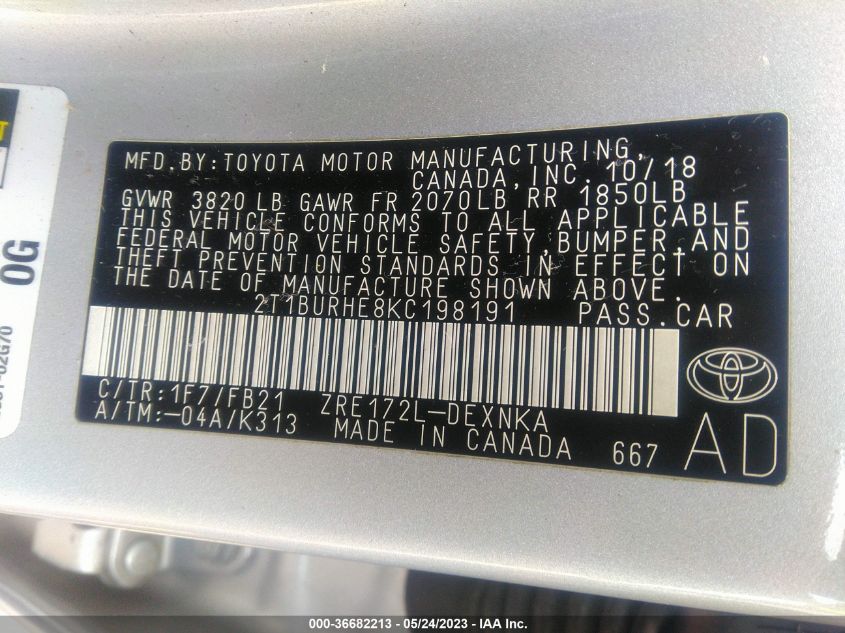 MFD.BY:TOYOTA MOTOR MANUFACTURING,
CANADA, INC. 10/18
GVWR 3820 LB GAWR FR 2070LB RR 1850LB
THIS VEHICLE CONFORMS TO ALL APPLICABLE
FEDERAL MOTOR VEHICLE SAFETY, BUMPER, AND
THEFT PREVENTION STANDARDS IN EFFECT ON
THE DATE OF MANUFACTURE SHOWN ABOVE.
2T1BURHE8KC198191 PASS.CAR
C/TR:1F7/FB21 ZRE172L-DEXNKA
A/TM:-04A/K313 MADE IN CANADA 667 AD
0G
000-36682213 - 05/24/2023 - IAA Inc.